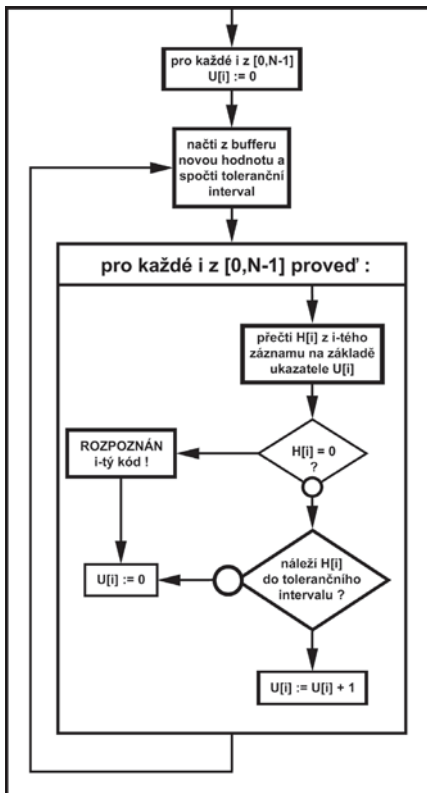 pro každé i z [0,N-1]
U[i] := 0
načti z bufferu
novou hodnotu a
spočti toleranční
interval
pro každé i z [0,N-1] proveď :
přečti H[i] z i-tého
záznamu na základě
ukazatele U[i]
H[i] = 0
?
ROZPOZNÁN
i-tý kód !
náleží H[i]
do tolerančního
intervalu ?
U[i] := 0
U[i] := U[i] + 1